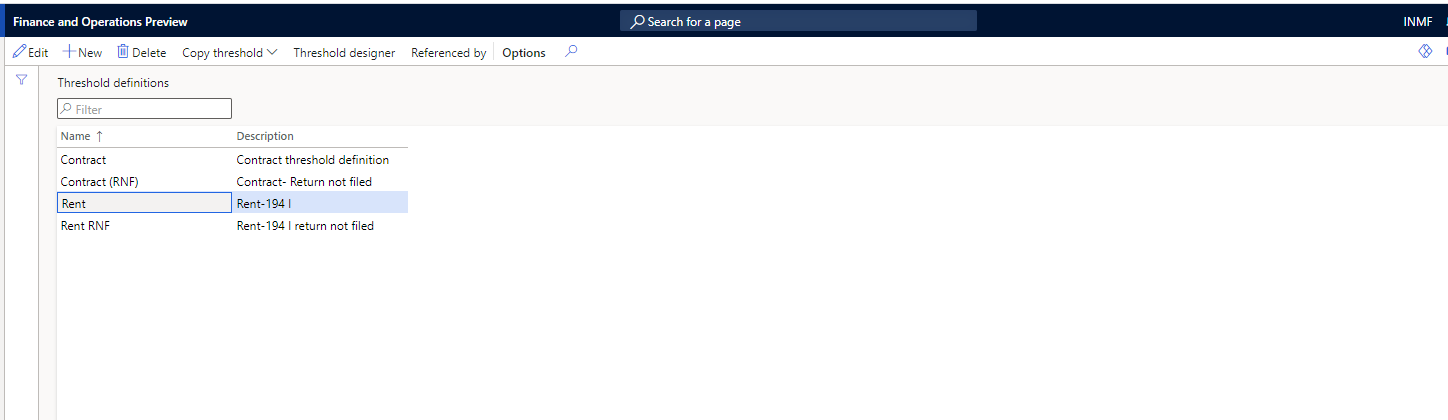 Finance and Operations Preview
Search for a page
INMF
Edit New Delete Copy threshold Threshold designer Referenced by Options
Threshold definitions
Filter
Name ↑ Description
Contract Contract threshold definition
Contract (RNF) Contract- Return not filed
Rent Rent-194 I
Rent RNF Rent-194 I return not filed